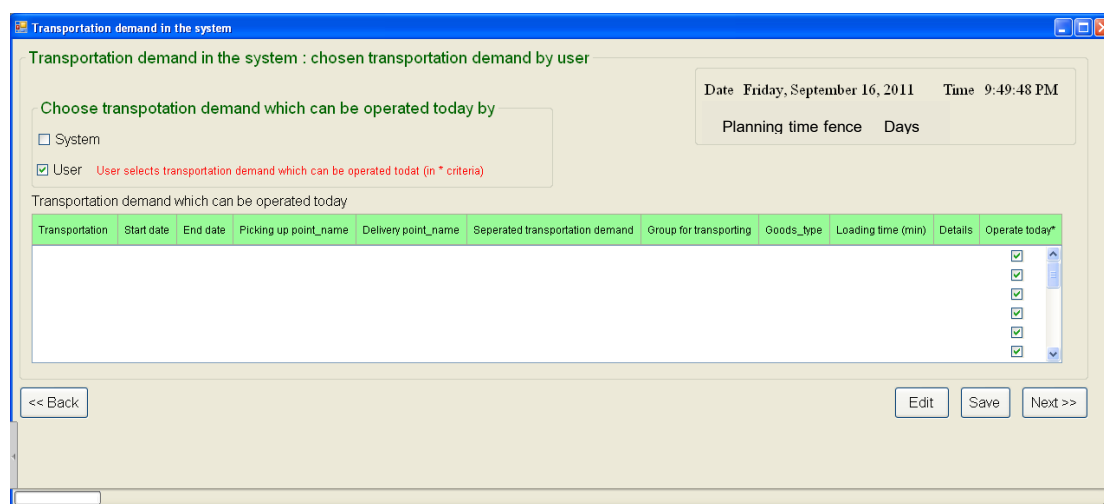 Transportation demand in the system
Transportation demand in the system : chosen transportation demand by user
Date Friday, September 16, 2011 Time 9:49:48 PM
Planning time fence Days
Choose transpotation demand which can be operated today by
System
User User selects transportation demand which can be operated todat (in * criteria)
Transportation demand which can be operated today
Transportation Start date End date Picking up point_name Delivery point_name Seperated transportation demand Group for transporting Goods_type Loading time (min) Details Operate today*
<< Back Edit Save Next >>